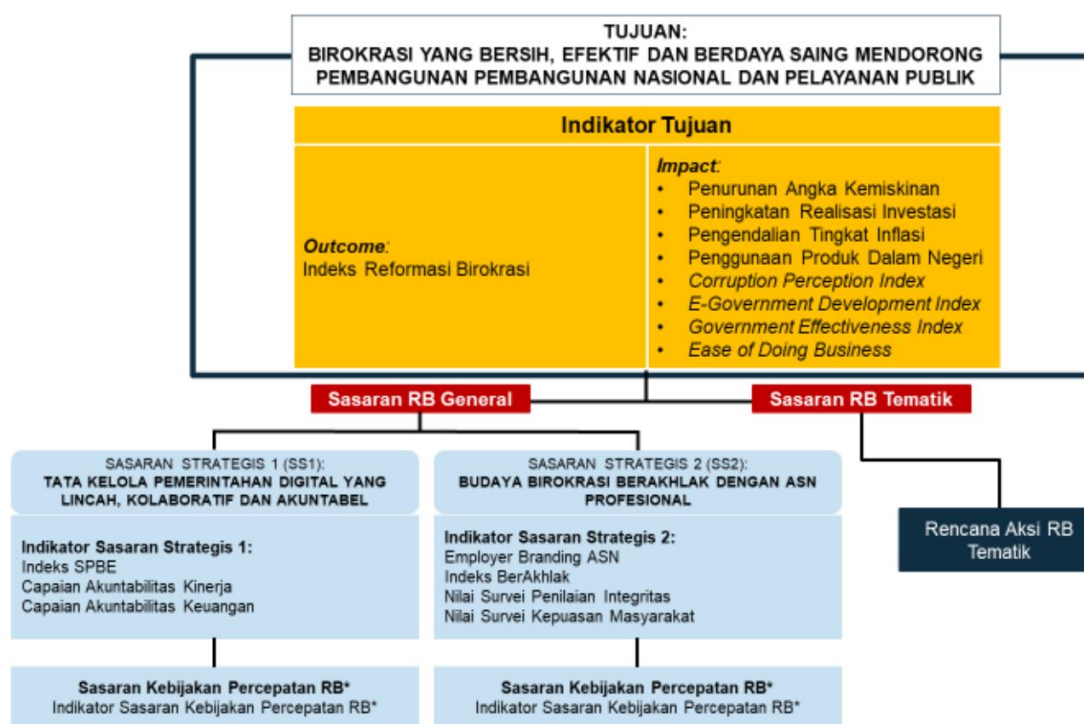 TUJUAN:
BIROKRASI YANG BERSIH, EFEKTIF DAN BERDAYA SAING MENDORONG
PEMBANGUNAN PEMBANGUNAN NASIONAL DAN PELAYANAN PUBLIK
Indikator Tujuan
Outcome:
Indeks Reformasi Birokrasi
Impact:
• Penurunan Angka Kemiskinan
• Peningkatan Realisasi Investasi
• Pengendalian Tingkat Inflasi
• Penggunaan Produk Dalam Negeri
• Corruption Perception Index
• E-Government Development Index
• Government Effectiveness Index
• Ease of Doing Business
Sasaran RB General
Sasaran RB Tematik
SASARAN STRATEGIS 1 (SS1):
TATA KELOLA PEMERINTAHAN DIGITAL YANG
LINCAH, KOLABORATIF DAN AKUNTABEL
Indikator Sasaran Strategis 1:
Indeks SPBE
Capaian Akuntabilitas Kinerja
Capaian Akuntabilitas Keuangan
Sasaran Kebijakan Percepatan RB*
Indikator Sasaran Kebijakan Percepatan RB*
SASARAN STRATEGIS 2 (SS2):
BUDAYA BIROKRASI BERAKHLAK DENGAN ASN
PROFESIONAL
Indikator Sasaran Strategis 2:
Employer Branding ASN
Indeks BerAkhlak
Nilai Survei Penilaian Integritas
Nilai Survei Kepuasan Masyarakat
Sasaran Kebijakan Percepatan RB*
Indikator Sasaran Kebijakan Percepatan RB*
Rencana Aksi RB
Tematik